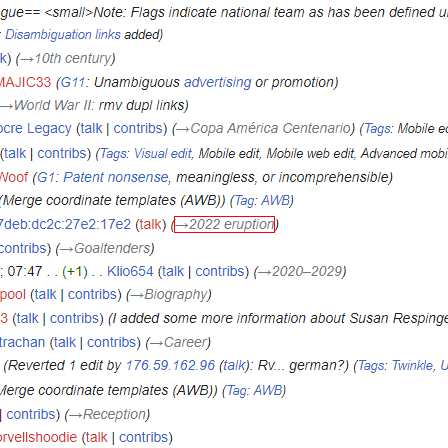 gue== <small>Note: Flags indicate national team as has been defined u
: Disambiguation links added)
k) (→10th century)
MAJIC33 (G11: Unambiguous advertising or promotion)
→World War II: rmv dupl links)
ocre Legacy (talk | contribs) (→Copa América Centenario) (Tags: Mobile ed
(talk | contribs) (Tags: Visual edit, Mobile edit, Mobile web edit, Advanced mobi
Woof (G1: Patent nonsense, meaningless, or incomprehensible)
(Merge coordinate templates (AWB)) (Tag: AWB)
7deb:dc2c:27e2:17e2 (talk) (→2022 eruption)
contribs) (→Goaltenders)
; 07:47 . . (+1) . . Klio654 (talk | contribs) (→2020–2029)
pool (talk | contribs) (→Biography)
3 (talk | contribs) (I added some more information about Susan Respinge
trachan (talk | contribs) (→Career)
(Reverted 1 edit by 176.59.162.96 (talk): Rv... german?) (Tags: Twinkle, U
Merge coordinate templates (AWB)) (Tag: AWB)
| contribs) (→Reception)
orvellshoodie (talk | contribs)